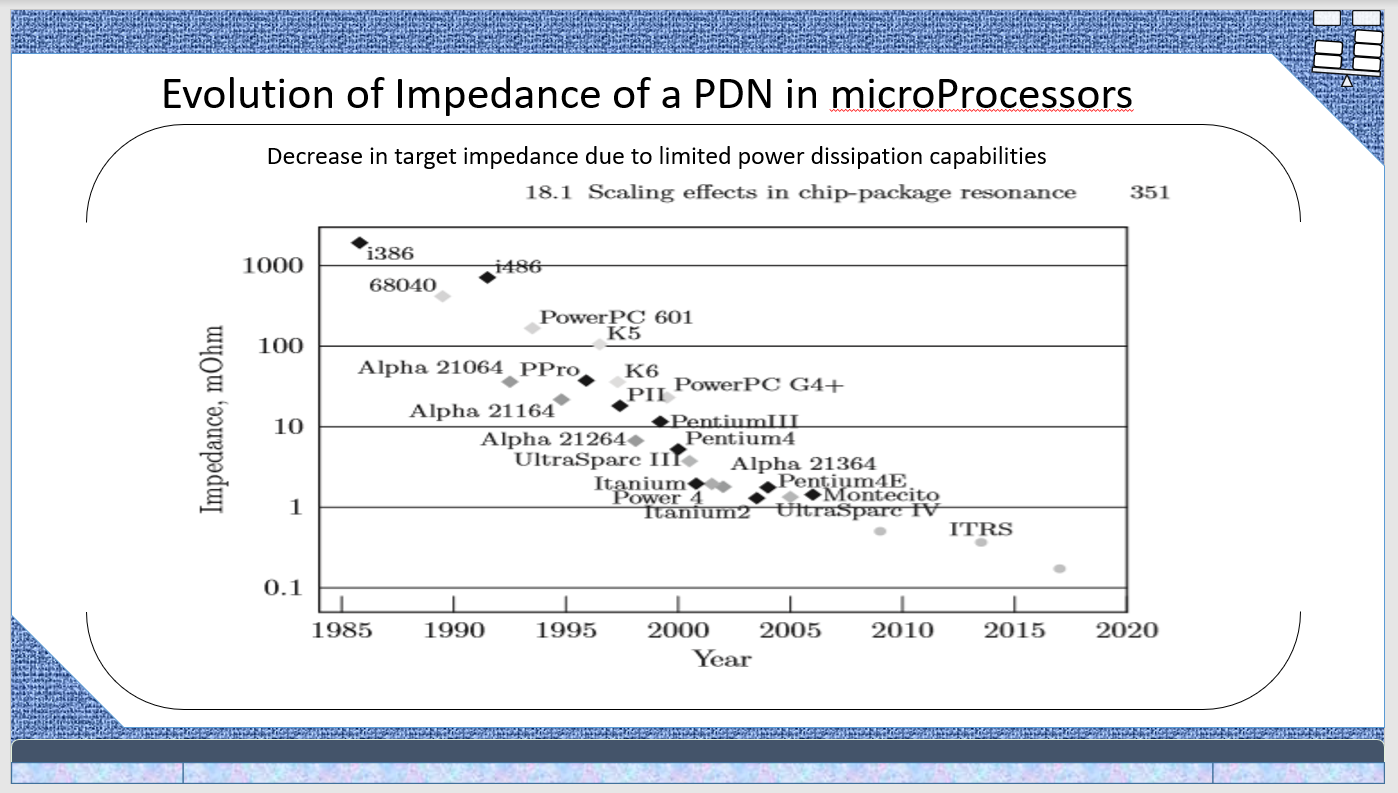 Evolution of Impedance of a PDN in microProcessors
Decrease in target impedance due to limited power dissipation capabilities
18.1 Scaling effects in chip-package resonance 351
i386
1000
i486
68040
PowerPC 601
K5
100
Alpha 21064
PPro
K6
PowerPC G4+
PII
Alpha 21164
PentiumIII
10
Pentium4
Alpha 21264
UltraSparc III
Alpha 21364
Itanium
Pentium4E
Power 4
Montecito
1
Itanium2
UltraSparc IV
ITRS
0.1
Impedance, mOhm
1985 1990 1995 2000 2005 2010 2015 2020
Year